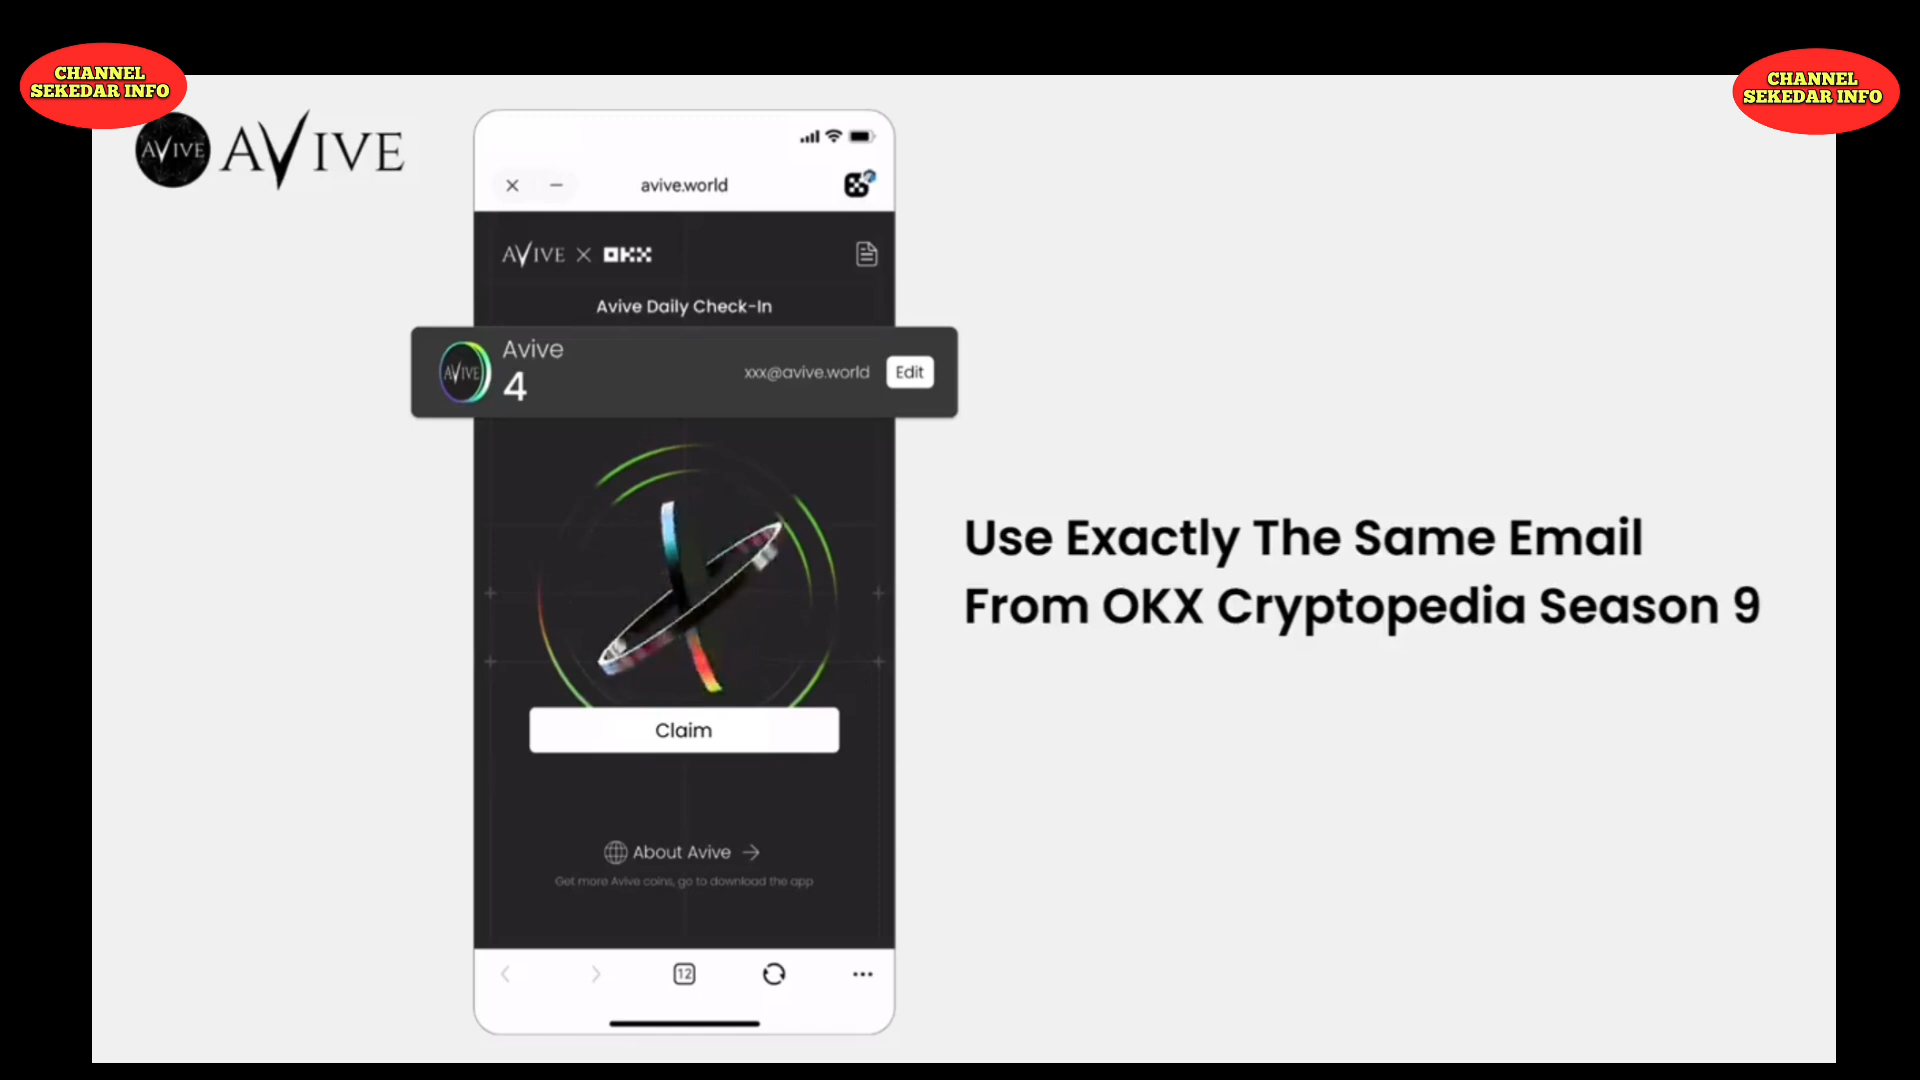 CHANNEL
SEKEDAR INFO
CHANNEL
SEKEDAR INFO
AVIVE
AVIVE
avive.world
AVIVE X OKX
Avive Daily Check-In
AVIVE
Avive
4
xxx@avive.world
Edit
Use Exactly The Same Email
From OKX Cryptopedia Season 9
Claim
About Avive
Get more Avive coins, go to download the app
12